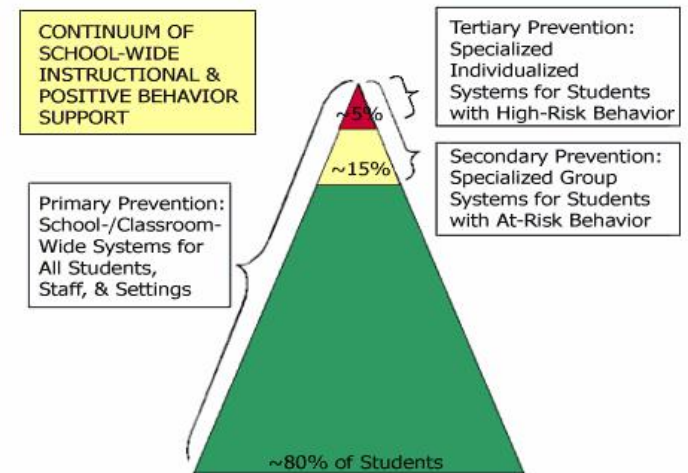 CONTINUUM OF
SCHOOL-WIDE
INSTRUCTIONAL &
POSITIVE BEHAVIOR
SUPPORT
Tertiary Prevention:
Specialized
Individualized
Systems for Students
with High-Risk Behavior
~5%
Secondary Prevention:
Specialized Group
Systems for Students
with At-Risk Behavior
~15%
Primary Prevention:
School-/Classroom-
Wide Systems for
All Students,
Staff, & Settings
~80% of Students